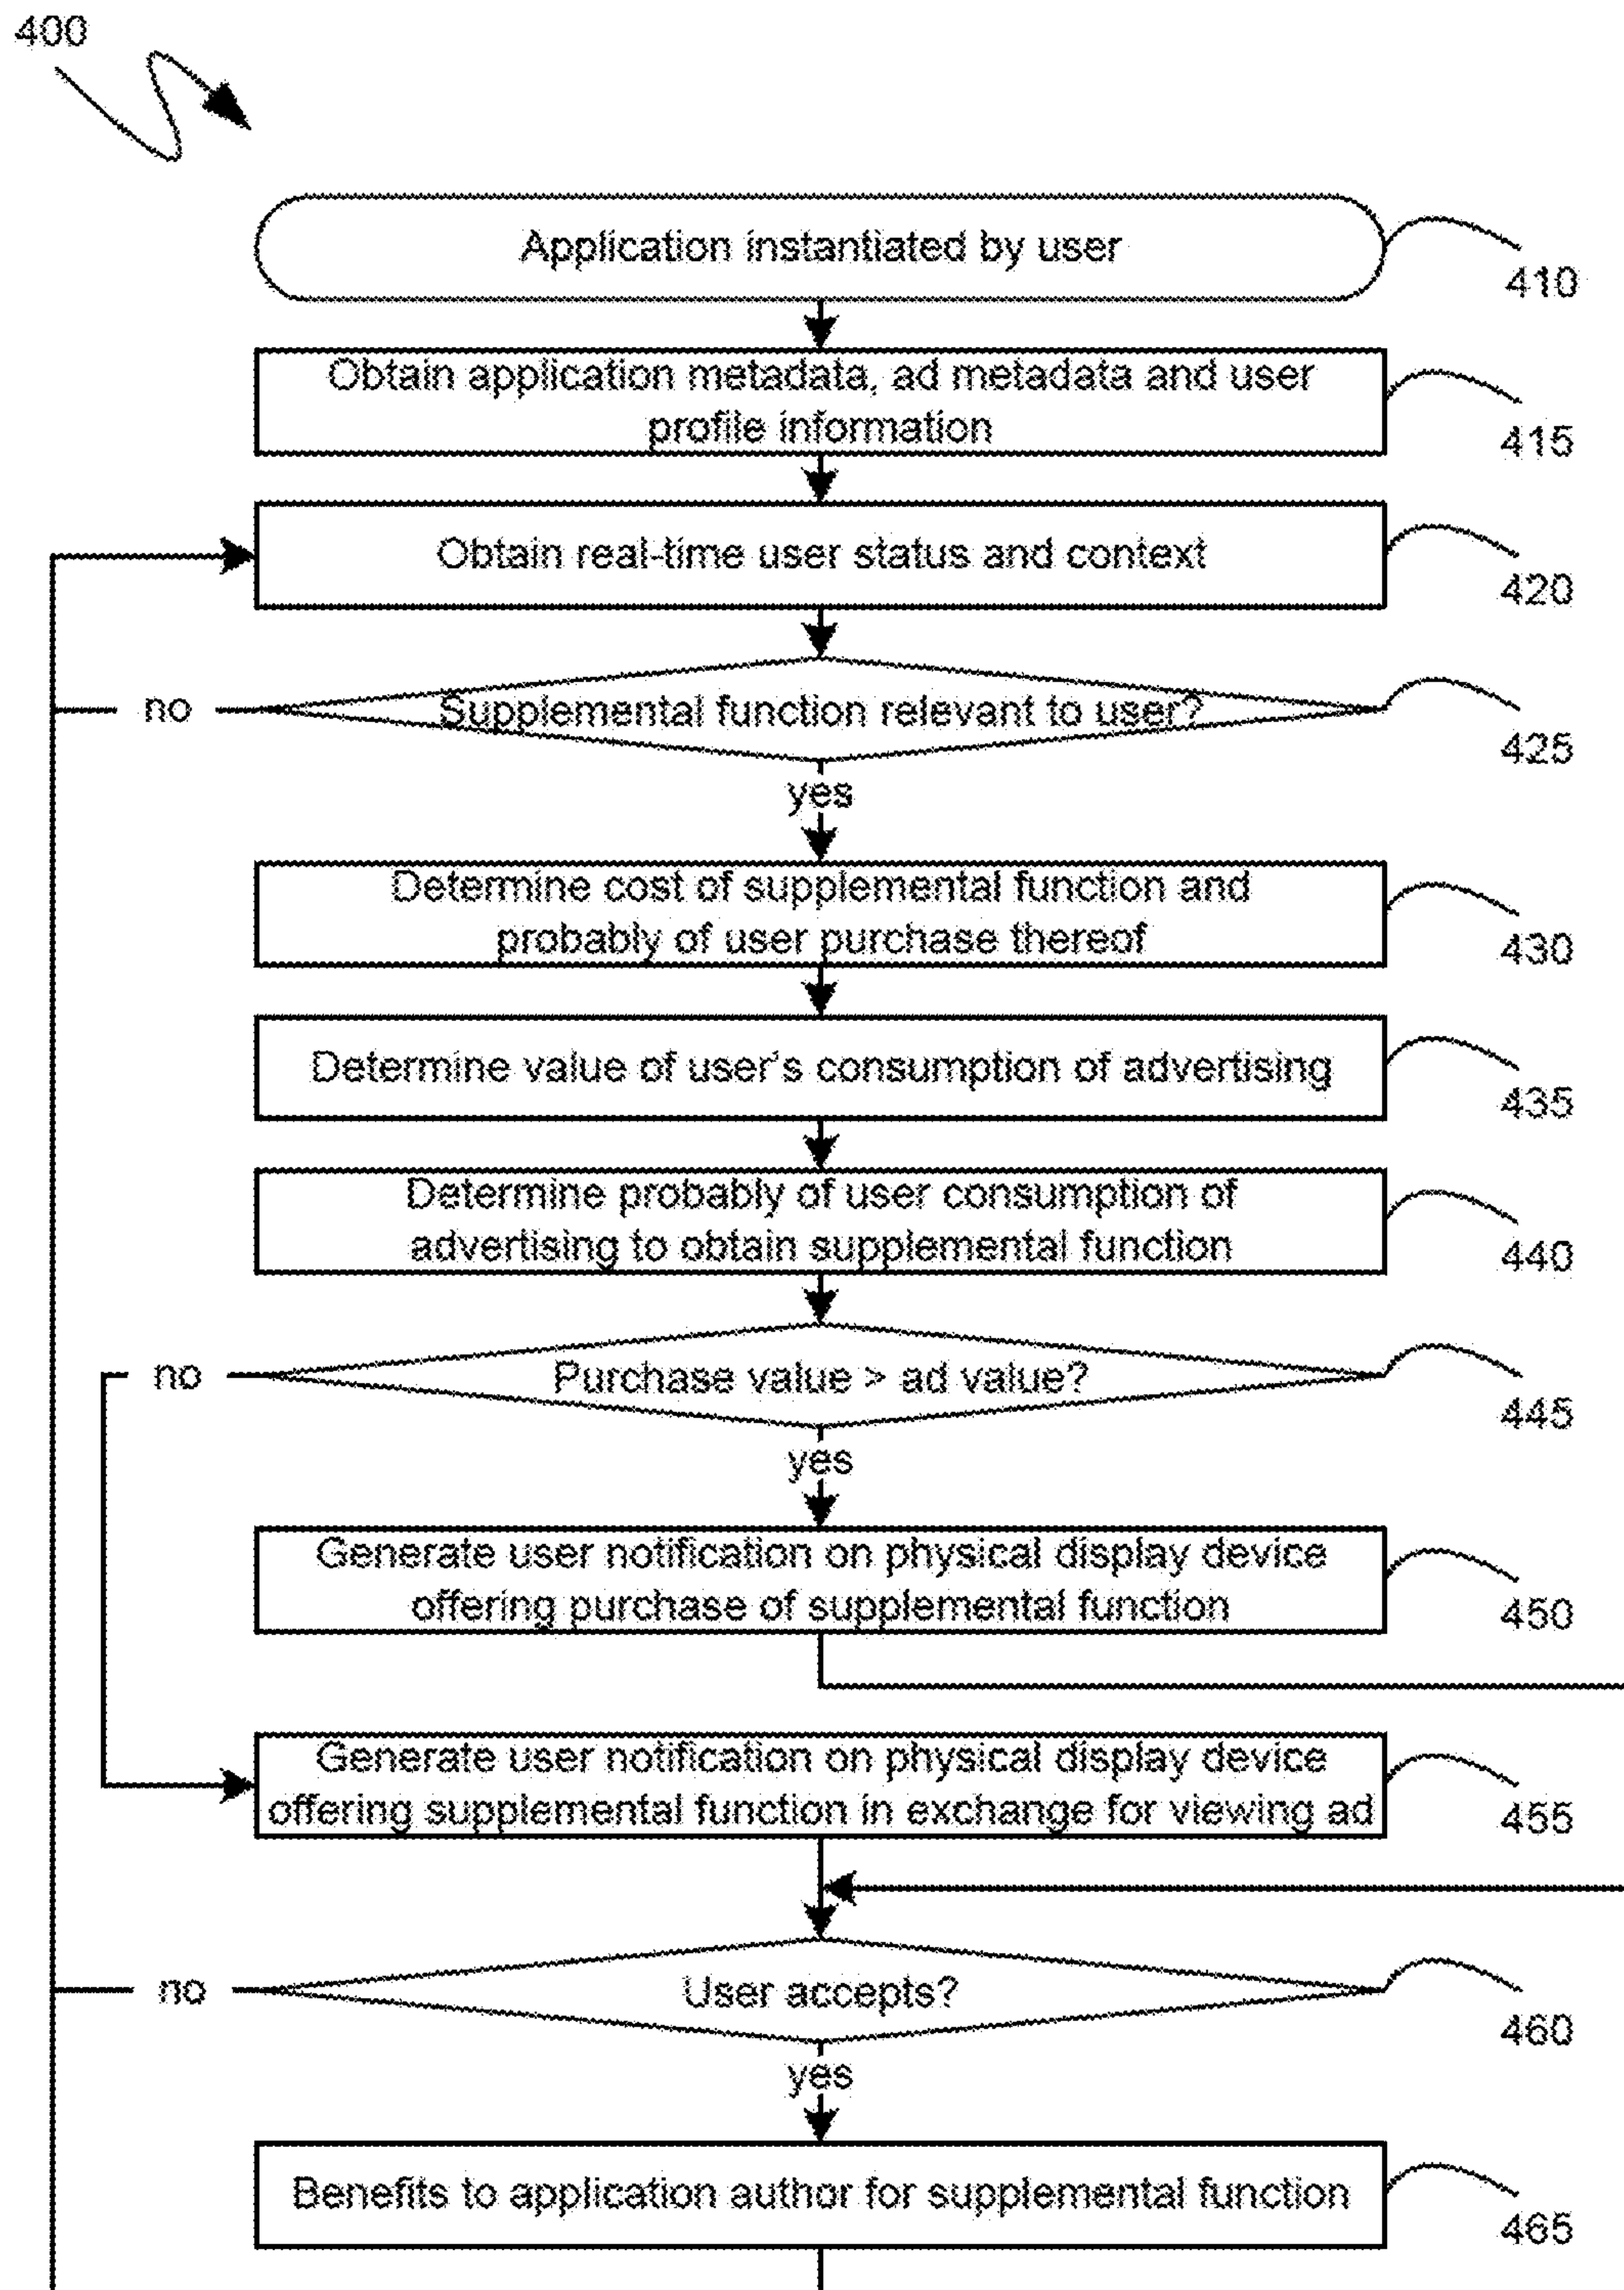 400
Application instantiated by user
410
Obtain application metadata, ad metadata and user
profile information
415
Obtain real-time user status and context
420
no
Supplemental function relevant to user?
425
yes
Determine cost of supplemental function and
probably of user purchase thereof
430
Determine value of user's consumption of advertising
435
Determine probably of user consumption of
advertising to obtain supplemental function
440
no
Purchase value > ad value?
445
yes
Generate user notification on physical display device
offering purchase of supplemental function
450
Generate user notification on physical display device
offering supplemental function in exchange for viewing ad
455
no
User accepts?
460
yes
Benefits to application author for supplemental function
465